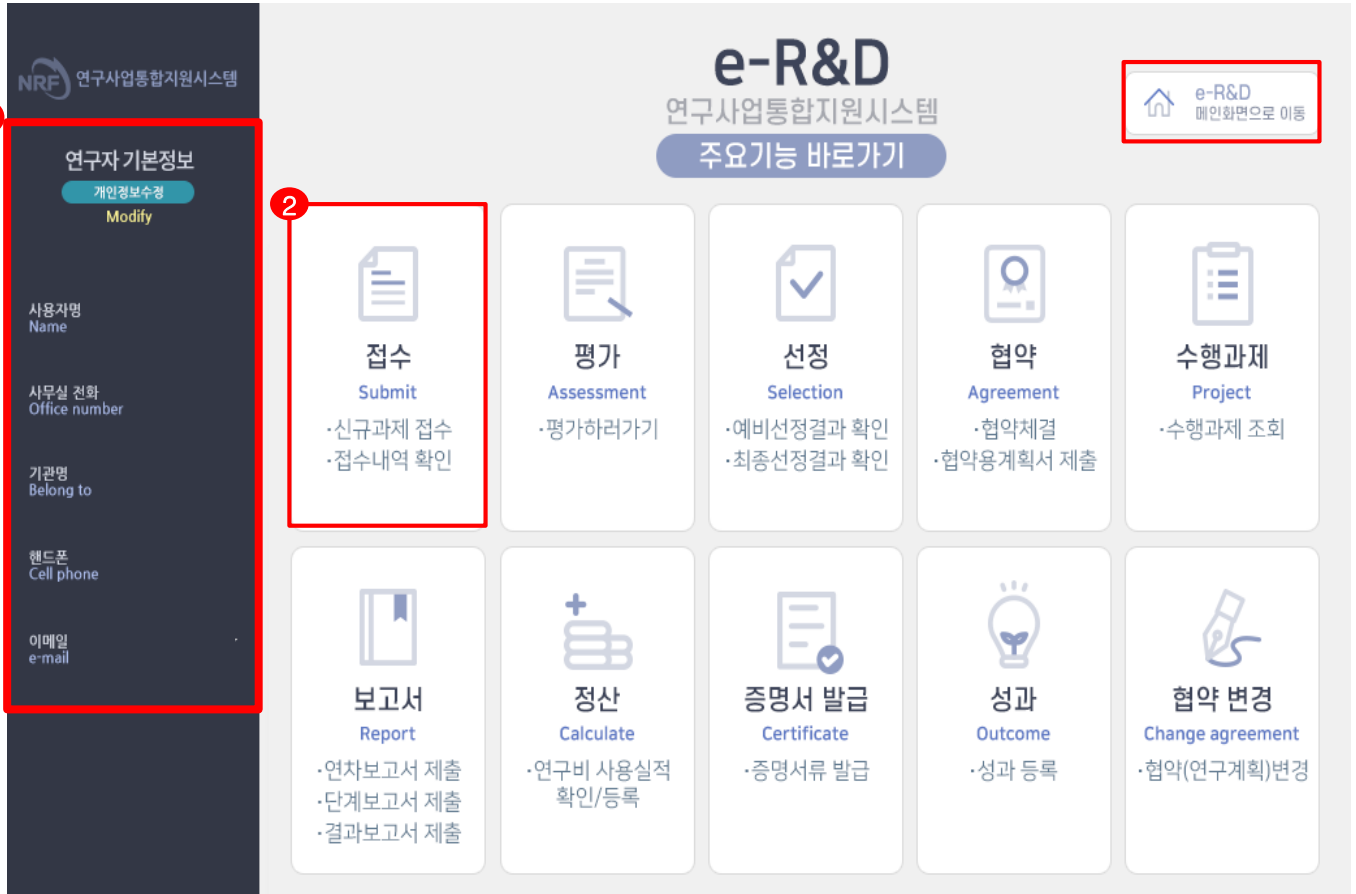 NRF 연구사업통합지원시스템
연구자 기본정보
개인정보수정
Modify
사용자명
Name
사무실 전화
Office number
기관명
Belong to
핸드폰
Cell phone
이메일
e-mail
e-R&D
연구사업통합지원시스템
주요기능 바로가기
e-R&D
메인화면으로 이동
2
접수
Submit
·신규과제 접수
·접수내역 확인
평가
Assessment
·평가하러가기
선정
Selection
·예비선정결과 확인
·최종선정결과 확인
협약
Agreement
·협약체결
·협약용계획서 제출
수행과제
Project
·수행과제 조회
보고서
Report
·연차보고서 제출
·단계보고서 제출
·결과보고서 제출
정산
Calculate
·연구비 사용실적
확인/등록
증명서 발급
Certificate
·증명서류 발급
성과
Outcome
·성과 등록
협약 변경
Change agreement
·협약(연구계획)변경